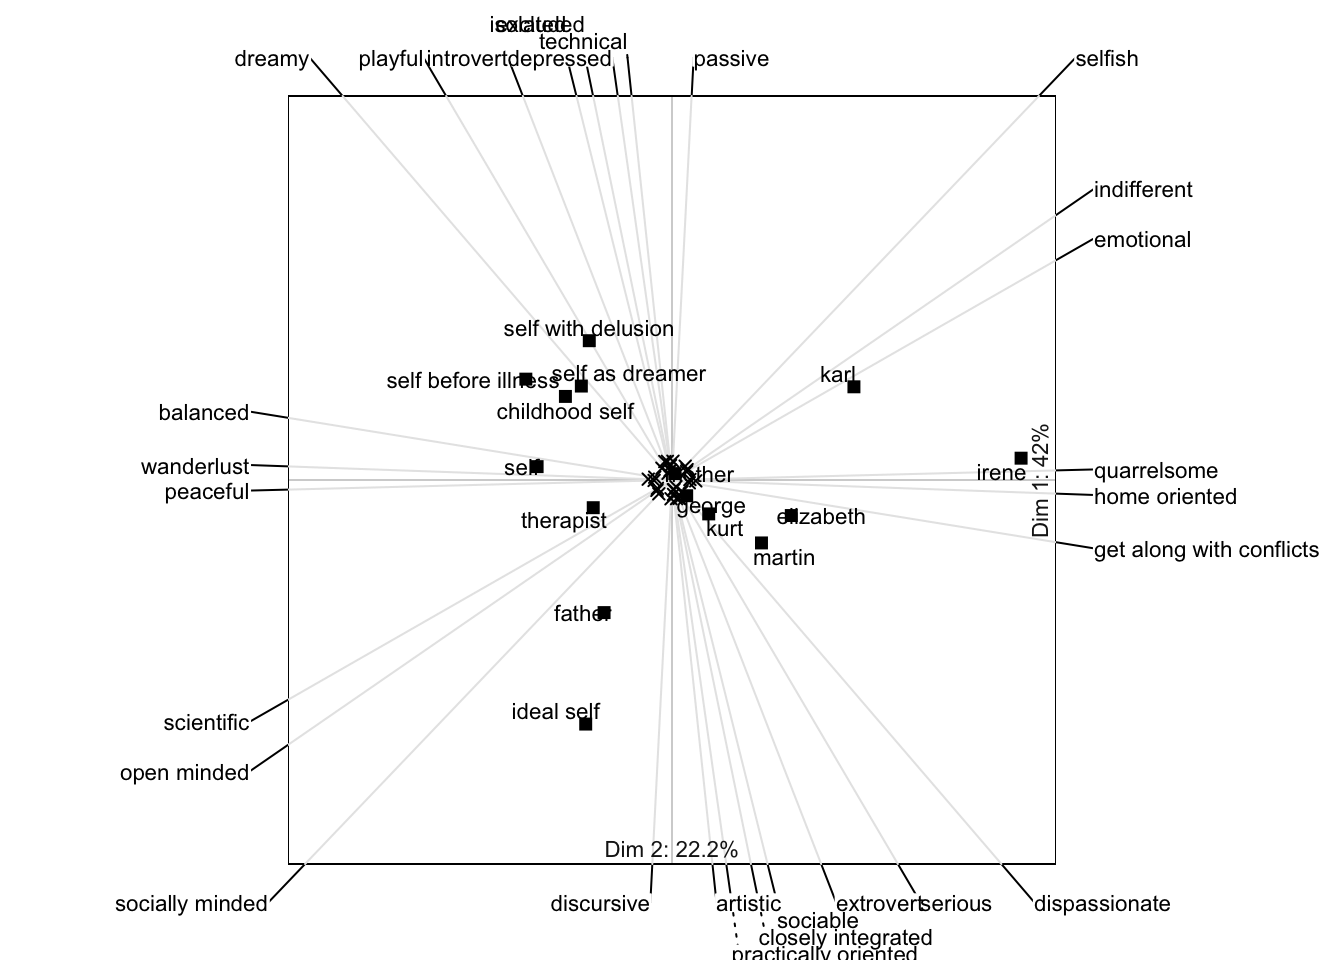 isolated
excluded
technical
dreamy
playful
introvert
depressed
passive
selfish
indifferent
emotional
self with delusion
self before illness
self as dreamer
karl
childhood self
balanced
wanderlust
self
irene
quarrelsome
peaceful
home oriented
george
elizabeth
therapist
kurt
get along with conflicts
martin
Dim 1: 42%
father
ideal self
scientific
open minded
Dim 2: 22.2%
socially minded
discursive
artistic
extrovert
serious
dispassionate
sociable
closely integrated
practically oriented